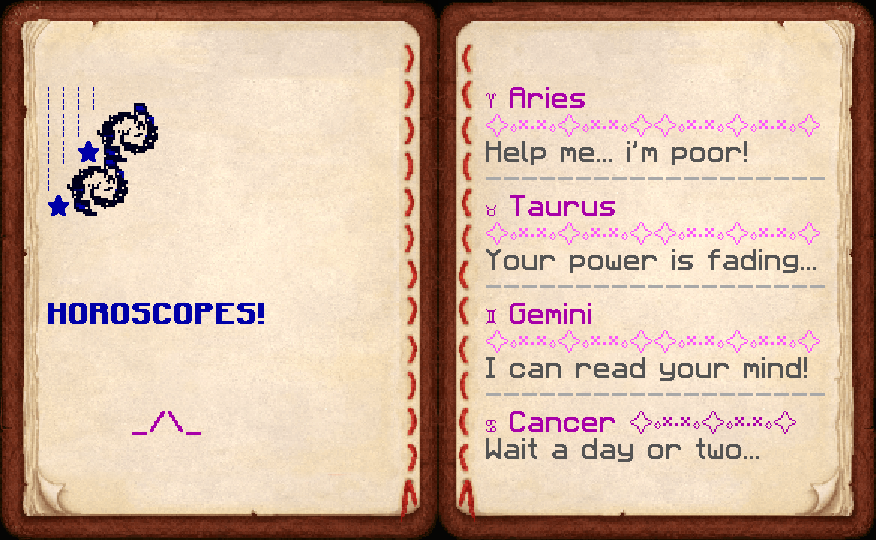 HOROSCOPES!
_/\_
♈ Aries
Help me... i'm poor!
♉ Taurus
Your power is fading...
♊ Gemini
I can read your mind!
♋ Cancer
Wait a day or two...